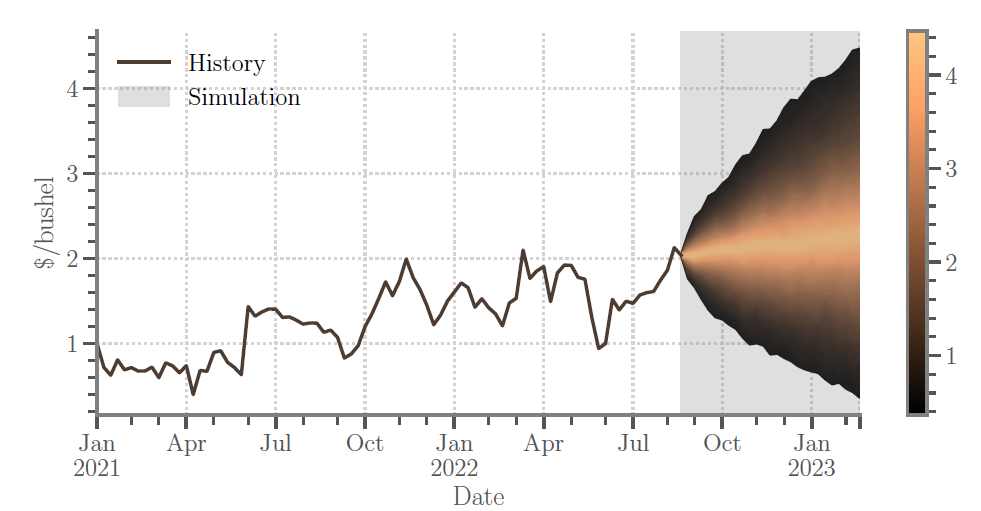 History
Simulation
$/bushel
4
3
2
1
Jan Apr Jul Oct Jan Apr Jul Oct Jan
2021 2022 2023
Date
4
3
2
1